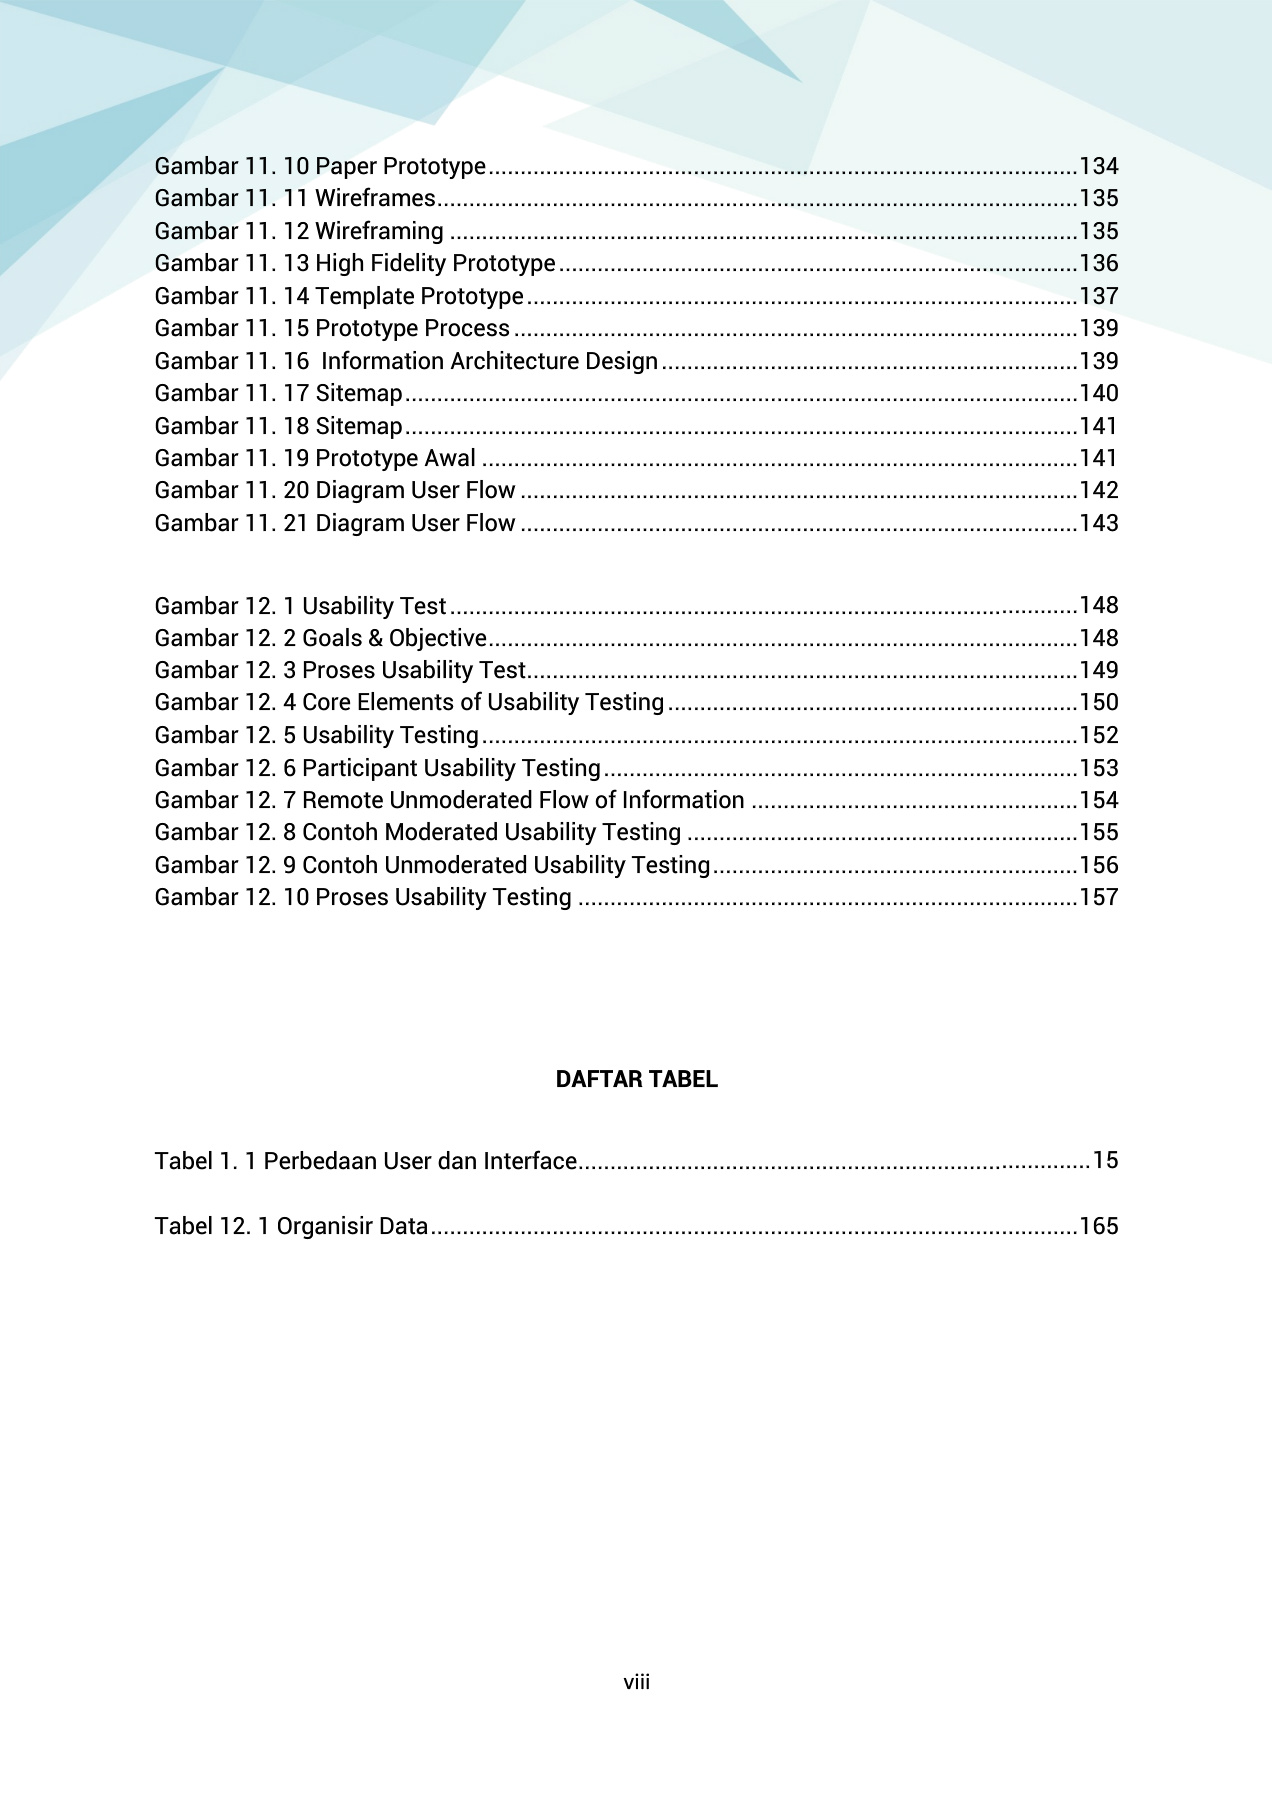 Gambar 11. 10 Paper Prototype............................................................................................134
Gambar 11. 11 Wireframes....................................................................................................135
Gambar 11. 12 Wireframing ..................................................................................................135
Gambar 11. 13 High Fidelity Prototype.................................................................................136
Gambar 11. 14 Template Prototype......................................................................................137
Gambar 11. 15 Prototype Process ........................................................................................139
Gambar 11. 16  Information Architecture Design.................................................................139
Gambar 11. 17 Sitemap.........................................................................................................140
Gambar 11. 18 Sitemap.........................................................................................................141
Gambar 11. 19 Prototype Awal .............................................................................................141
Gambar 11. 20 Diagram User Flow .......................................................................................142
Gambar 11. 21 Diagram User Flow .......................................................................................143
Gambar 12. 1 Usability Test..................................................................................................148
Gambar 12. 2 Goals & Objective............................................................................................148
Gambar 12. 3 Proses Usability Test......................................................................................149
Gambar 12. 4 Core Elements of Usability Testing................................................................150
Gambar 12. 5 Usability Testing.............................................................................................152
Gambar 12. 6 Participant Usability Testing..........................................................................153
Gambar 12. 7 Remote Unmoderated Flow of Information ...................................................154
Gambar 12. 8 Contoh Moderated Usability Testing .............................................................155
Gambar 12. 9 Contoh Unmoderated Usability Testing.........................................................156
Gambar 12. 10 Proses Usability Testing ..............................................................................157
DAFTAR TABEL
Tabel 1. 1 Perbedaan User dan Interface................................................................................15
Tabel 12. 1 Organisir Data.....................................................................................................165
viii